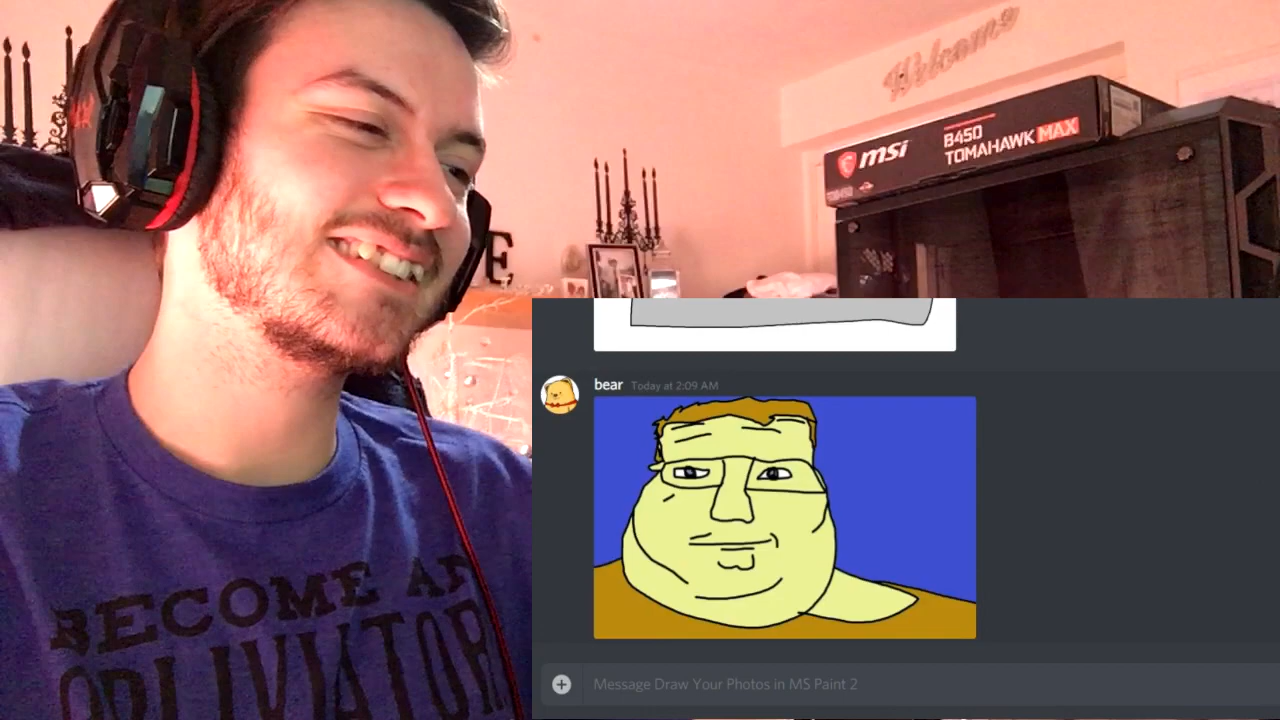 Welcome
msi
B450
TOMAHAWK MAX
E
bear Today at 2:09 AM
BECOME AN
OBLIVIATOR
Message Draw Your Photos in MS Paint 2